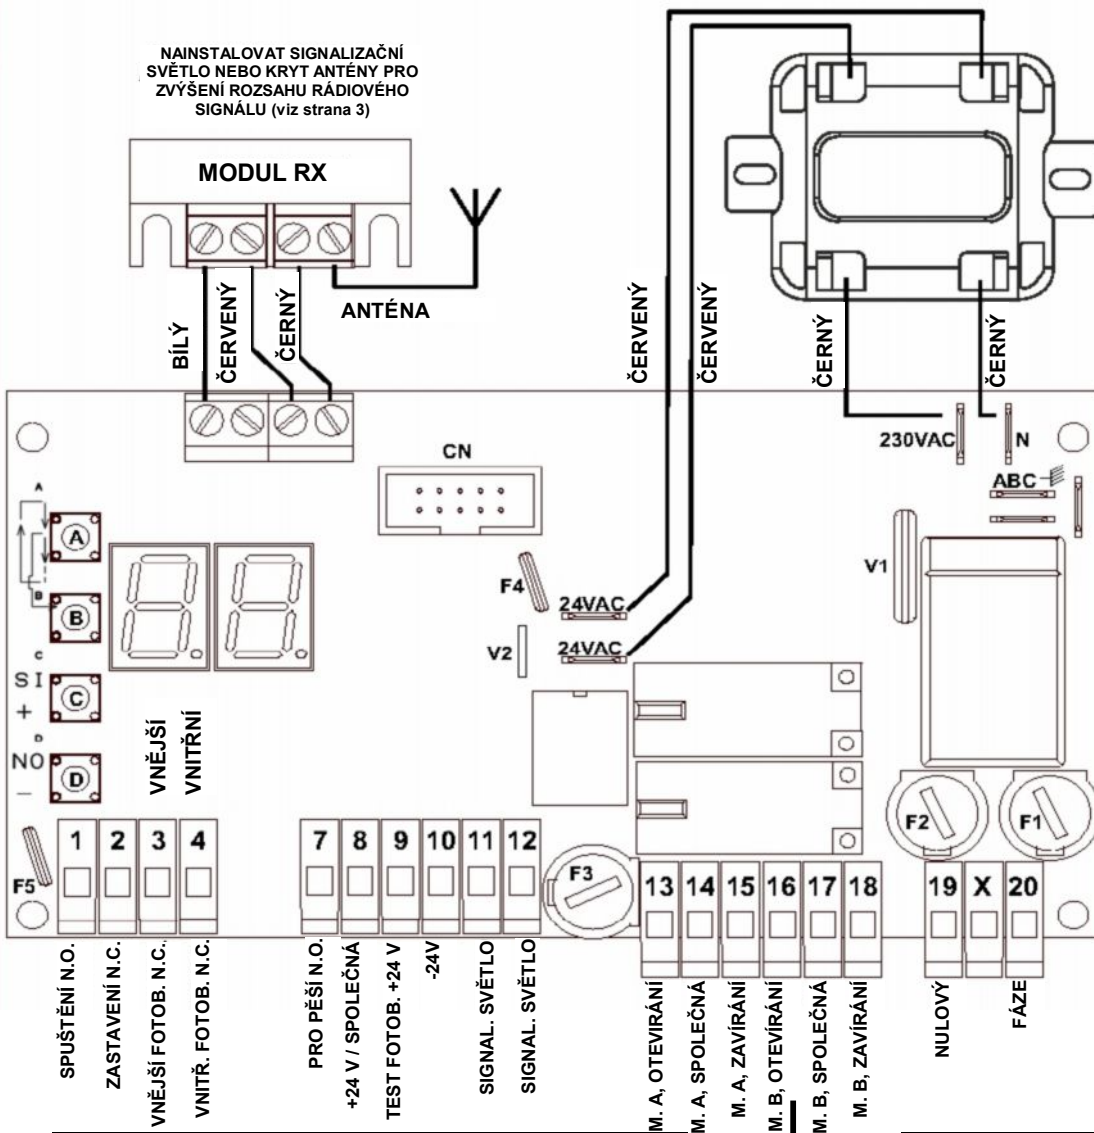 NAINSTALOVAT SIGNALIZAČNÍ
SVĚTLO NEBO KRYT ANTÉNY PRO
ZVÝŠENÍ ROZSAHU RÁDIOVÉHO
SIGNÁLU (viz strana 3)
MODUL RX
ANTÉNA
BÍLÝ
ČERVENÝ
ČERNÝ
ČERVENÝ
ČERVENÝ
ČERNÝ
ČERNÝ
230VAC
N
CN
ABC
A
A
B
B
C
SI
+
C
D
NO
-
D
F4
24VAC
V2
24VAC
V1
VNĚJŠÍ
VNITŘNÍ
F5
1
2
3
4
7
8
9
10
11
12
F3
13
14
15
16
17
18
F2
F1
19
X
20
SPUŠTĚNÍ N.O.
ZASTAVENÍ N.C.
VNĚJŠÍ FOTOB. N.C.
VNITŘ. FOTOB. N.C.
PRO PĚŠÍ N.O.
+24 V / SPOLEČNÁ
TEST FOTOB. +24 V
-24V
SIGNAL. SVĚTLO
SIGNAL. SVĚTLO
M. A, OTEVIRÁNÍ
M. A, SPOLEČNÁ
M. A, ZAVÍRÁNÍ
M. B, OTEVÍRÁNÍ
M. B, SPOLEČNÁ
M. B, ZAVÍRÁNÍ
NULOVÝ
FÁZE